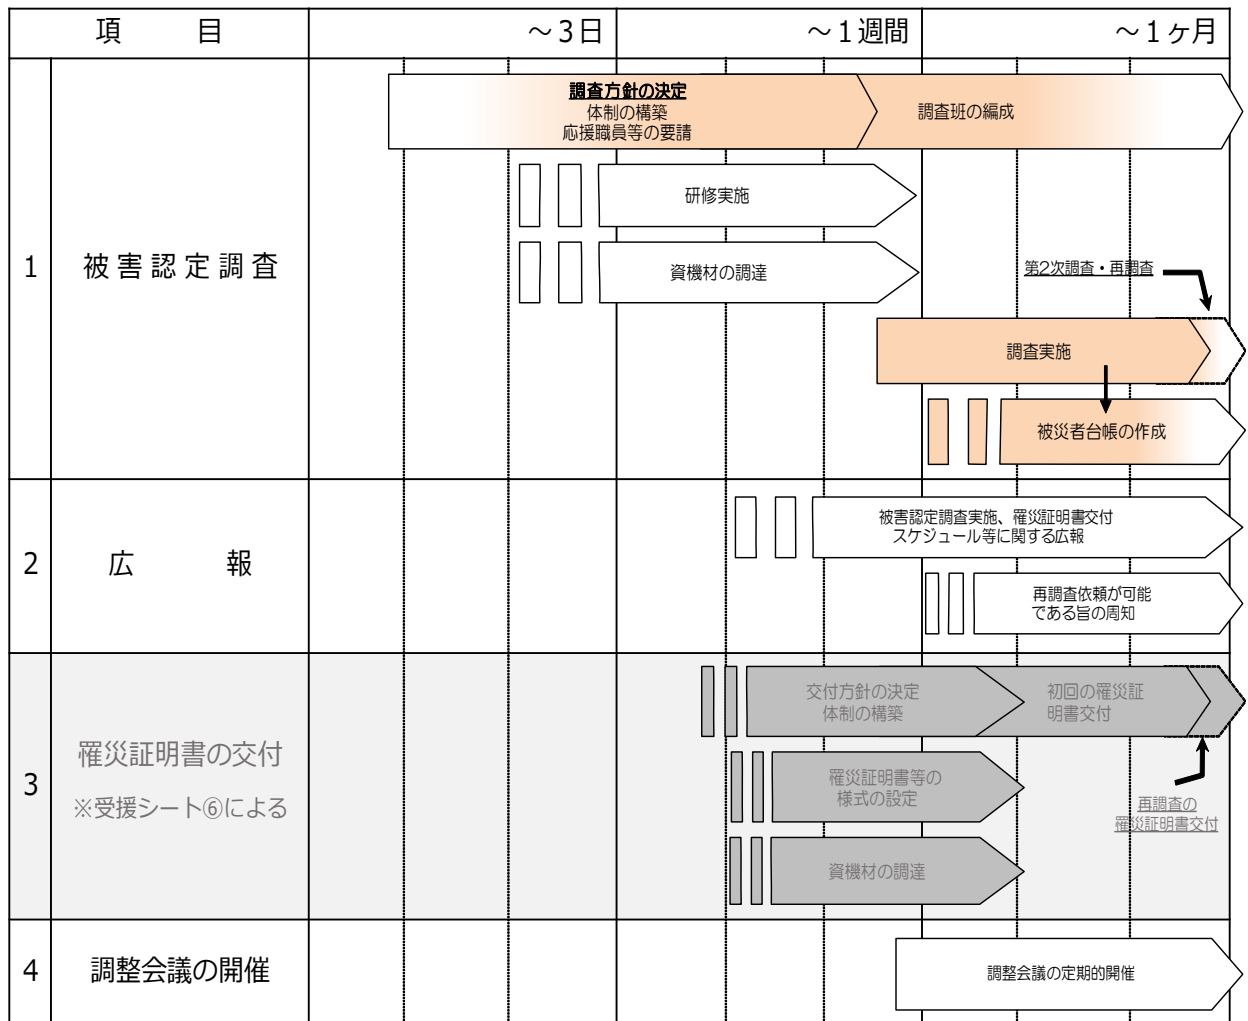 項 目
～3日
～1週間
～1ヶ月
1
被害認定調査
調査方針の決定
体制の構築
応援職員等の要請
調査班の編成
研修実施
資機材の調達
第2次調査・再調査
調査実施
被災者台帳の作成
2
広 報
被害認定調査実施、罹災証明書交付
スケジュール等に関する広報
再調査依頼が可能
である旨の周知
3
罹災証明書の交付
※受援シート⑥による
交付方針の決定
体制の構築
初回の罹災証
明書交付
罹災証明書等の
様式の設定
再調査の
罹災証明書交付
資機材の調達
4
調整会議の開催
調整会議の定期的開催